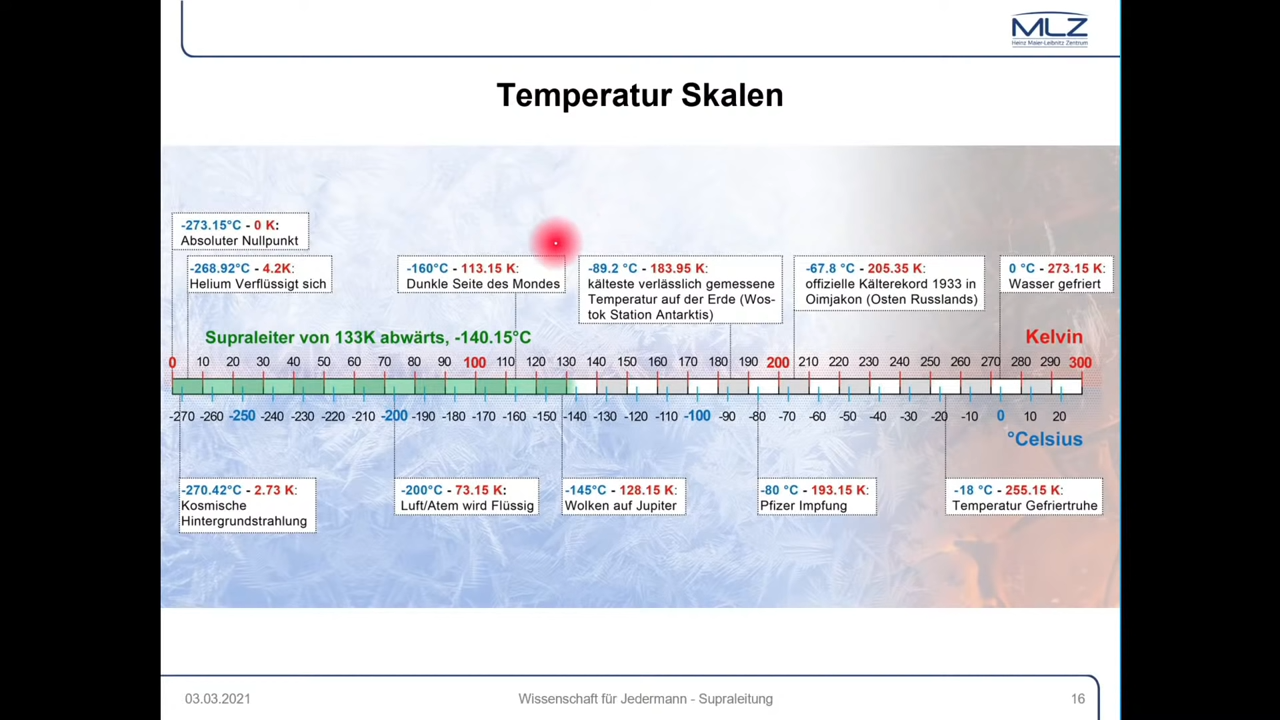 MLZ
Heinz Maier-Leibnitz Zentrum
Temperatur Skalen
-273.15°C - 0 K:
Absoluter Nullpunkt
-268.92°C - 4.2K:
Helium Verflüssigt sich
-160°C - 113.15 K:
Dunkle Seite des Mondes
-89.2 °C - 183.95 K:
kälteste verlässlich gemessene
Temperatur auf der Erde (Wos-
tok Station Antarktis)
-67.8 °C - 205.35 K:
offizielle Kälterekord 1933 in
Oimjakon (Osten Russlands)
0 °C - 273.15 K:
Wasser gefriert
Supraleiter von 133K abwärts, -140.15°C
Kelvin
0 10 20 30 40 50 60 70 80 90 100 110 120 130 140 150 160 170 180 190 200 210 220 230 240 250 260 270 280 290 300
-270 -260 -250 -240 -230 -220 -210 -200 -190 -180 -170 -160 -150 -140 -130 -120 -110 -100 -90 -80 -70 -60 -50 -40 -30 -20 -10 0 10 20
°Celsius
-270.42°C - 2.73 K:
Kosmische
Hintergrundstrahlung
-200°C - 73.15 K:
Luft/Atem wird Flüssig
-145°C - 128.15 K:
Wolken auf Jupiter
-80 °C - 193.15 K:
Pfizer Impfung
-18 °C - 255.15 K:
Temperatur Gefriertruhe
03.03.2021
Wissenschaft für Jedermann - Supraleitung
16